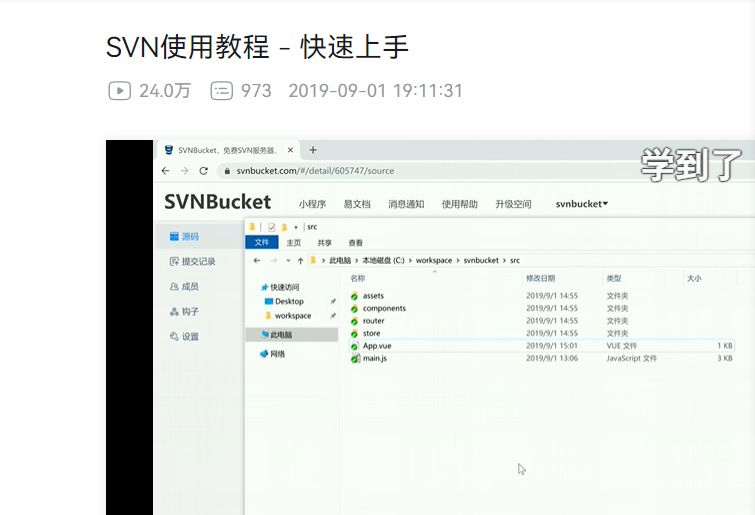 SVN使用教程 - 快速上手
24.0万 973 2019-09-01 19:11:31
SVNBucket，免费SVN服务器、 × +
学到了
svnbucket.com/#/detail/605747/source
SVNBucket 小程序 易文档 消息通知 使用帮助 升级空间 svnbucket
src
文件 主页 共享 查看
源码
此电脑 › 本地磁盘 (C:) › workspace › svnbucket › src
提交记录
成员
钩子
设置
快速访问
Desktop
workspace
此电脑
网络
名称 修改日期 类型 大小
assets 2019/9/1 14:55 文件夹
components 2019/9/1 14:55 文件夹
router 2019/9/1 14:55 文件夹
store 2019/9/1 14:55 文件夹
App.vue 2019/9/1 15:01 VUE 文件 1 KB
main.js 2019/9/1 13:06 JavaScript 文件 3 KB